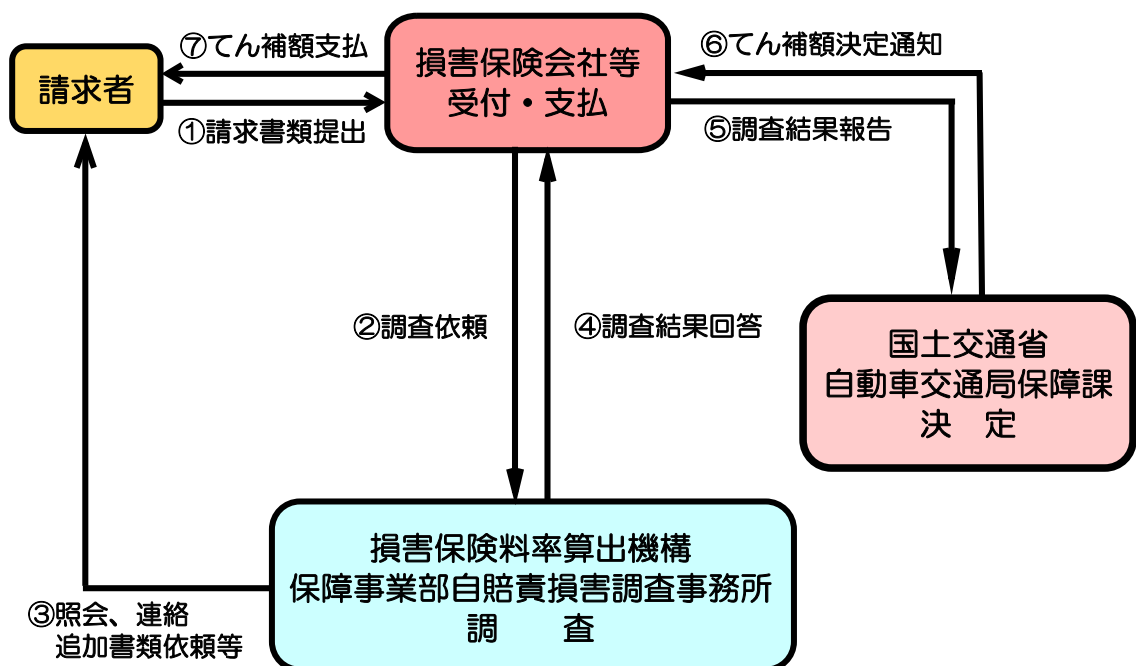 ⑦てん補額支払
請求者
①請求書類提出
損害保険会社等
受付・支払
⑥てん補額決定通知
⑤調査結果報告
②調査依頼
④調査結果回答
国土交通省
自動車交通局保障課
決　定
損害保険料率算出機構
保障事業部自賠責損害調査事務所
調　　査
③照会、連絡
追加書類依頼等